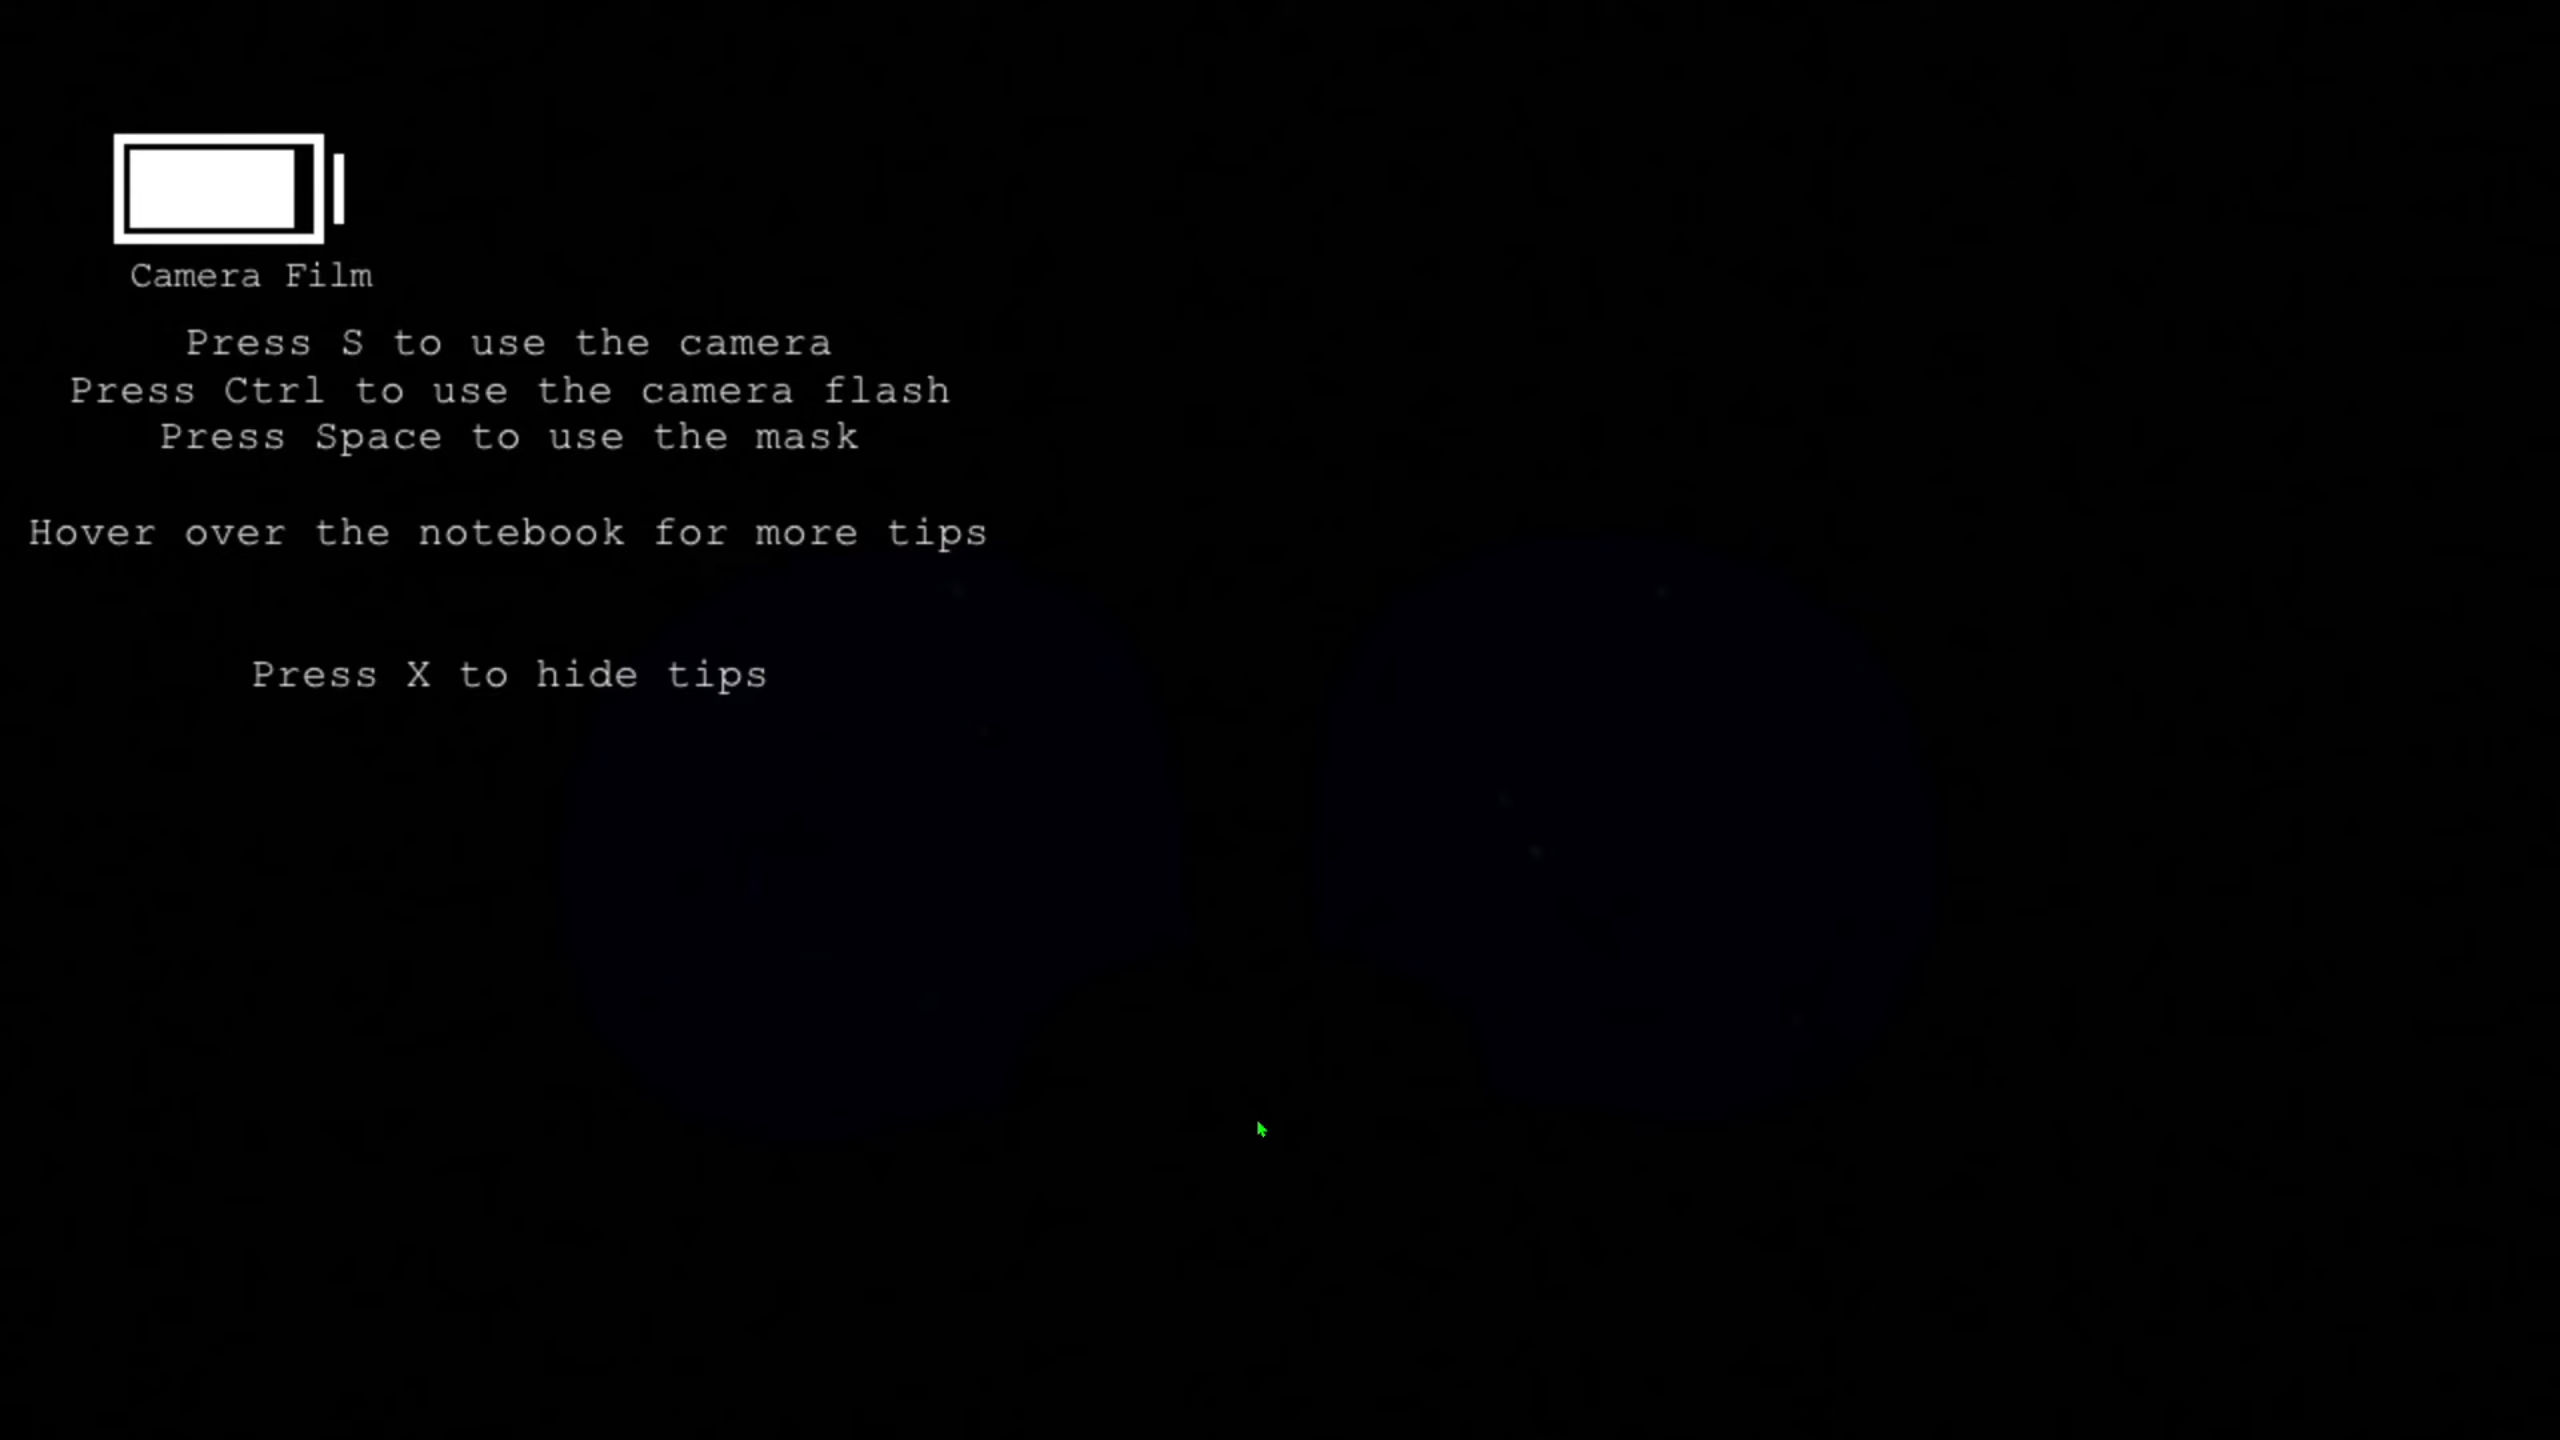 Camera Film
Press S to use the camera
Press Ctrl to use the camera flash
Press Space to use the mask
Hover over the notebook for more tips
Press X to hide tips